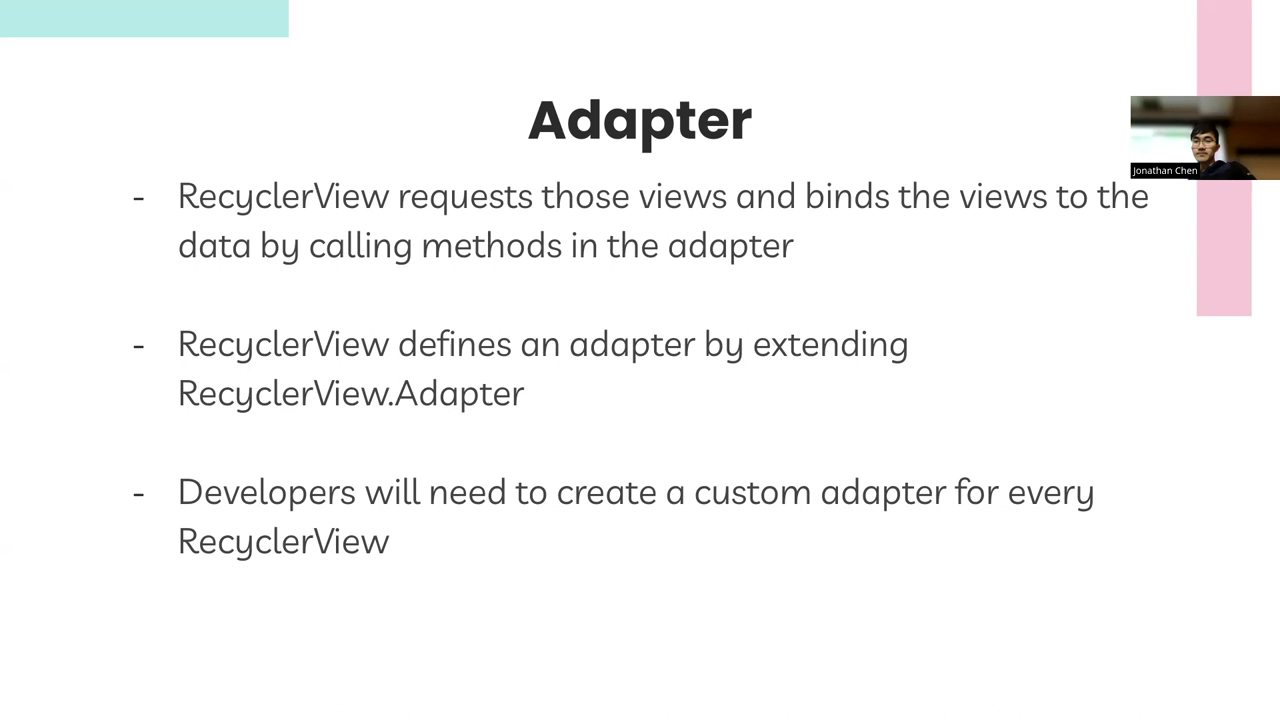 Adapter
Jonathan Chen
- RecyclerView requests those views and binds the views to the
data by calling methods in the adapter
- RecyclerView defines an adapter by extending
RecyclerView.Adapter
- Developers will need to create a custom adapter for every
RecyclerView